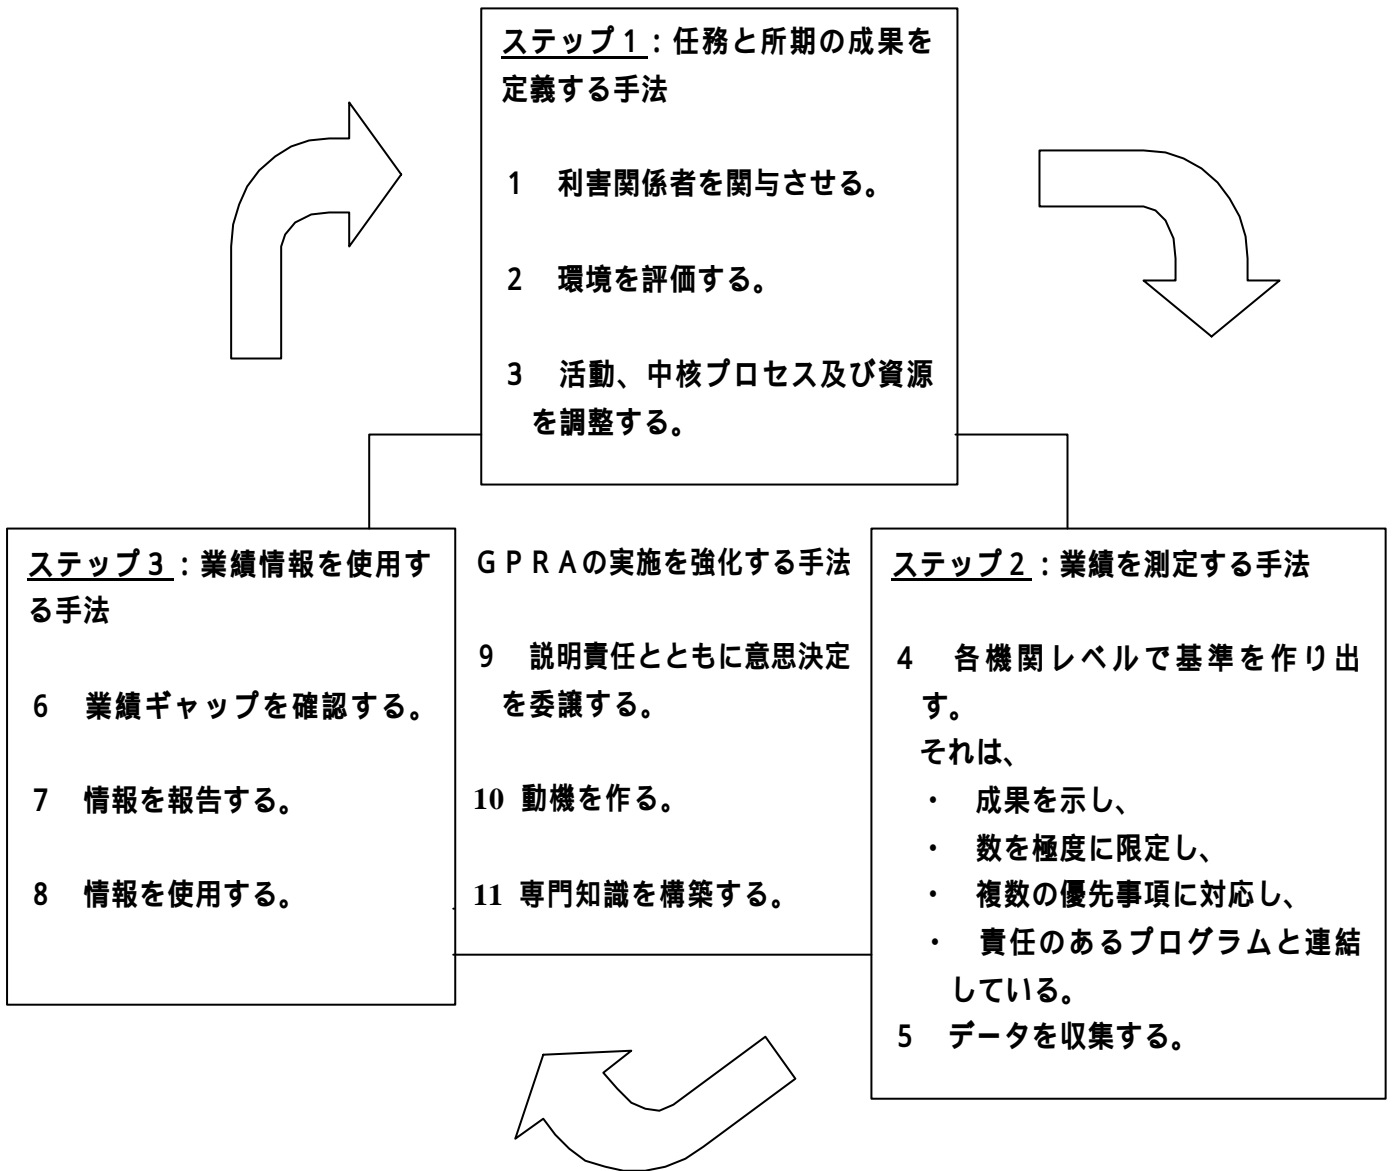 ステップ１：任務と所期の成果を
定義する手法
１　利害関係者を関与させる。
２　環境を評価する。
３　活動、中核プロセス及び資源
を調整する。
ステップ３：業績情報を使用す
る手法
６　業績ギャップを確認する。
７　情報を報告する。
８　情報を使用する。
ＧＰＲＡの実施を強化する手法
９　説明責任とともに意思決定
を委譲する。
10 動機を作る。
11 専門知識を構築する。
ステップ２：業績を測定する手法
４　各機関レベルで基準を作り出
す。
それは、
・　成果を示し、
・　数を極度に限定し、
・　複数の優先事項に対応し、
・　責任のあるプログラムと連結
している。
５　データを収集する。